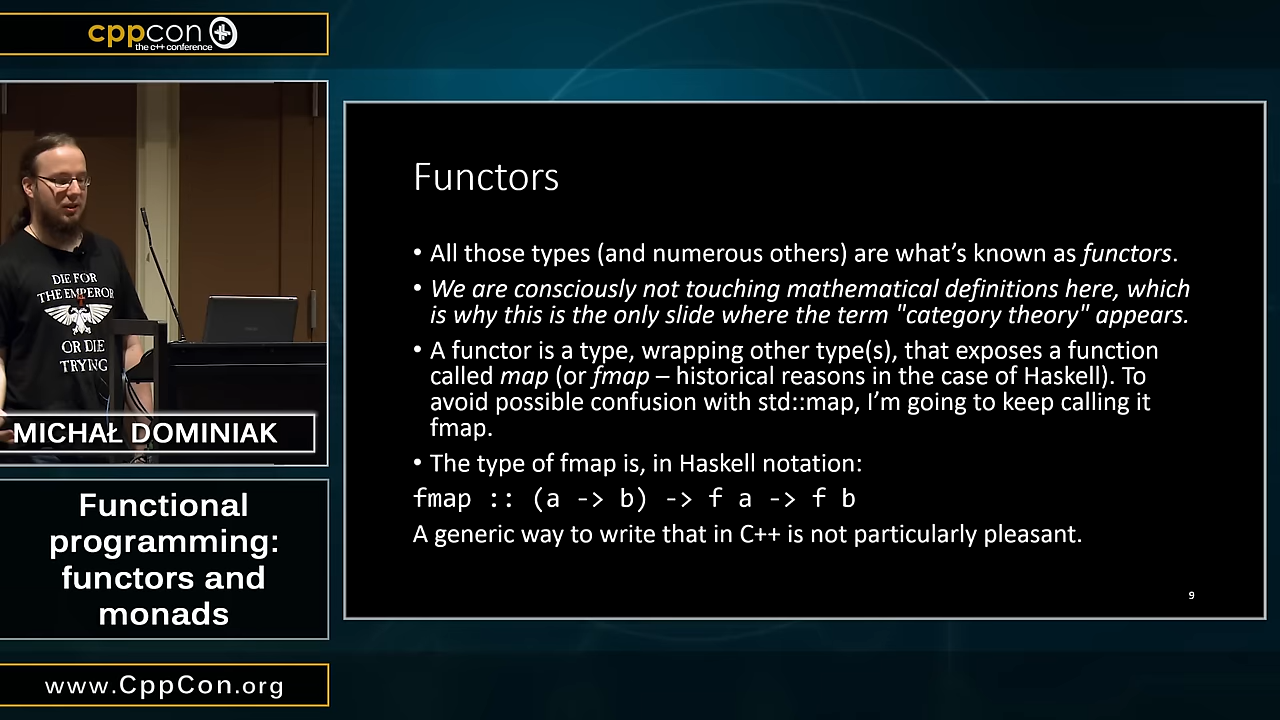 cppcon
the c++ conference
DIE FOR
THE EMPEROR
OR DIE
TRYING
MICHAŁ DOMINIAK
Functional
programming:
functors and
monads
www.CppCon.org
Functors
• All those types (and numerous others) are what’s known as functors.
• We are consciously not touching mathematical definitions here, which
is why this is the only slide where the term "category theory" appears.
• A functor is a type, wrapping other type(s), that exposes a function
called map (or fmap – historical reasons in the case of Haskell). To
avoid possible confusion with std::map, I’m going to keep calling it
fmap.
• The type of fmap is, in Haskell notation:
fmap :: (a -> b) -> f a -> f b
A generic way to write that in C++ is not particularly pleasant.
9